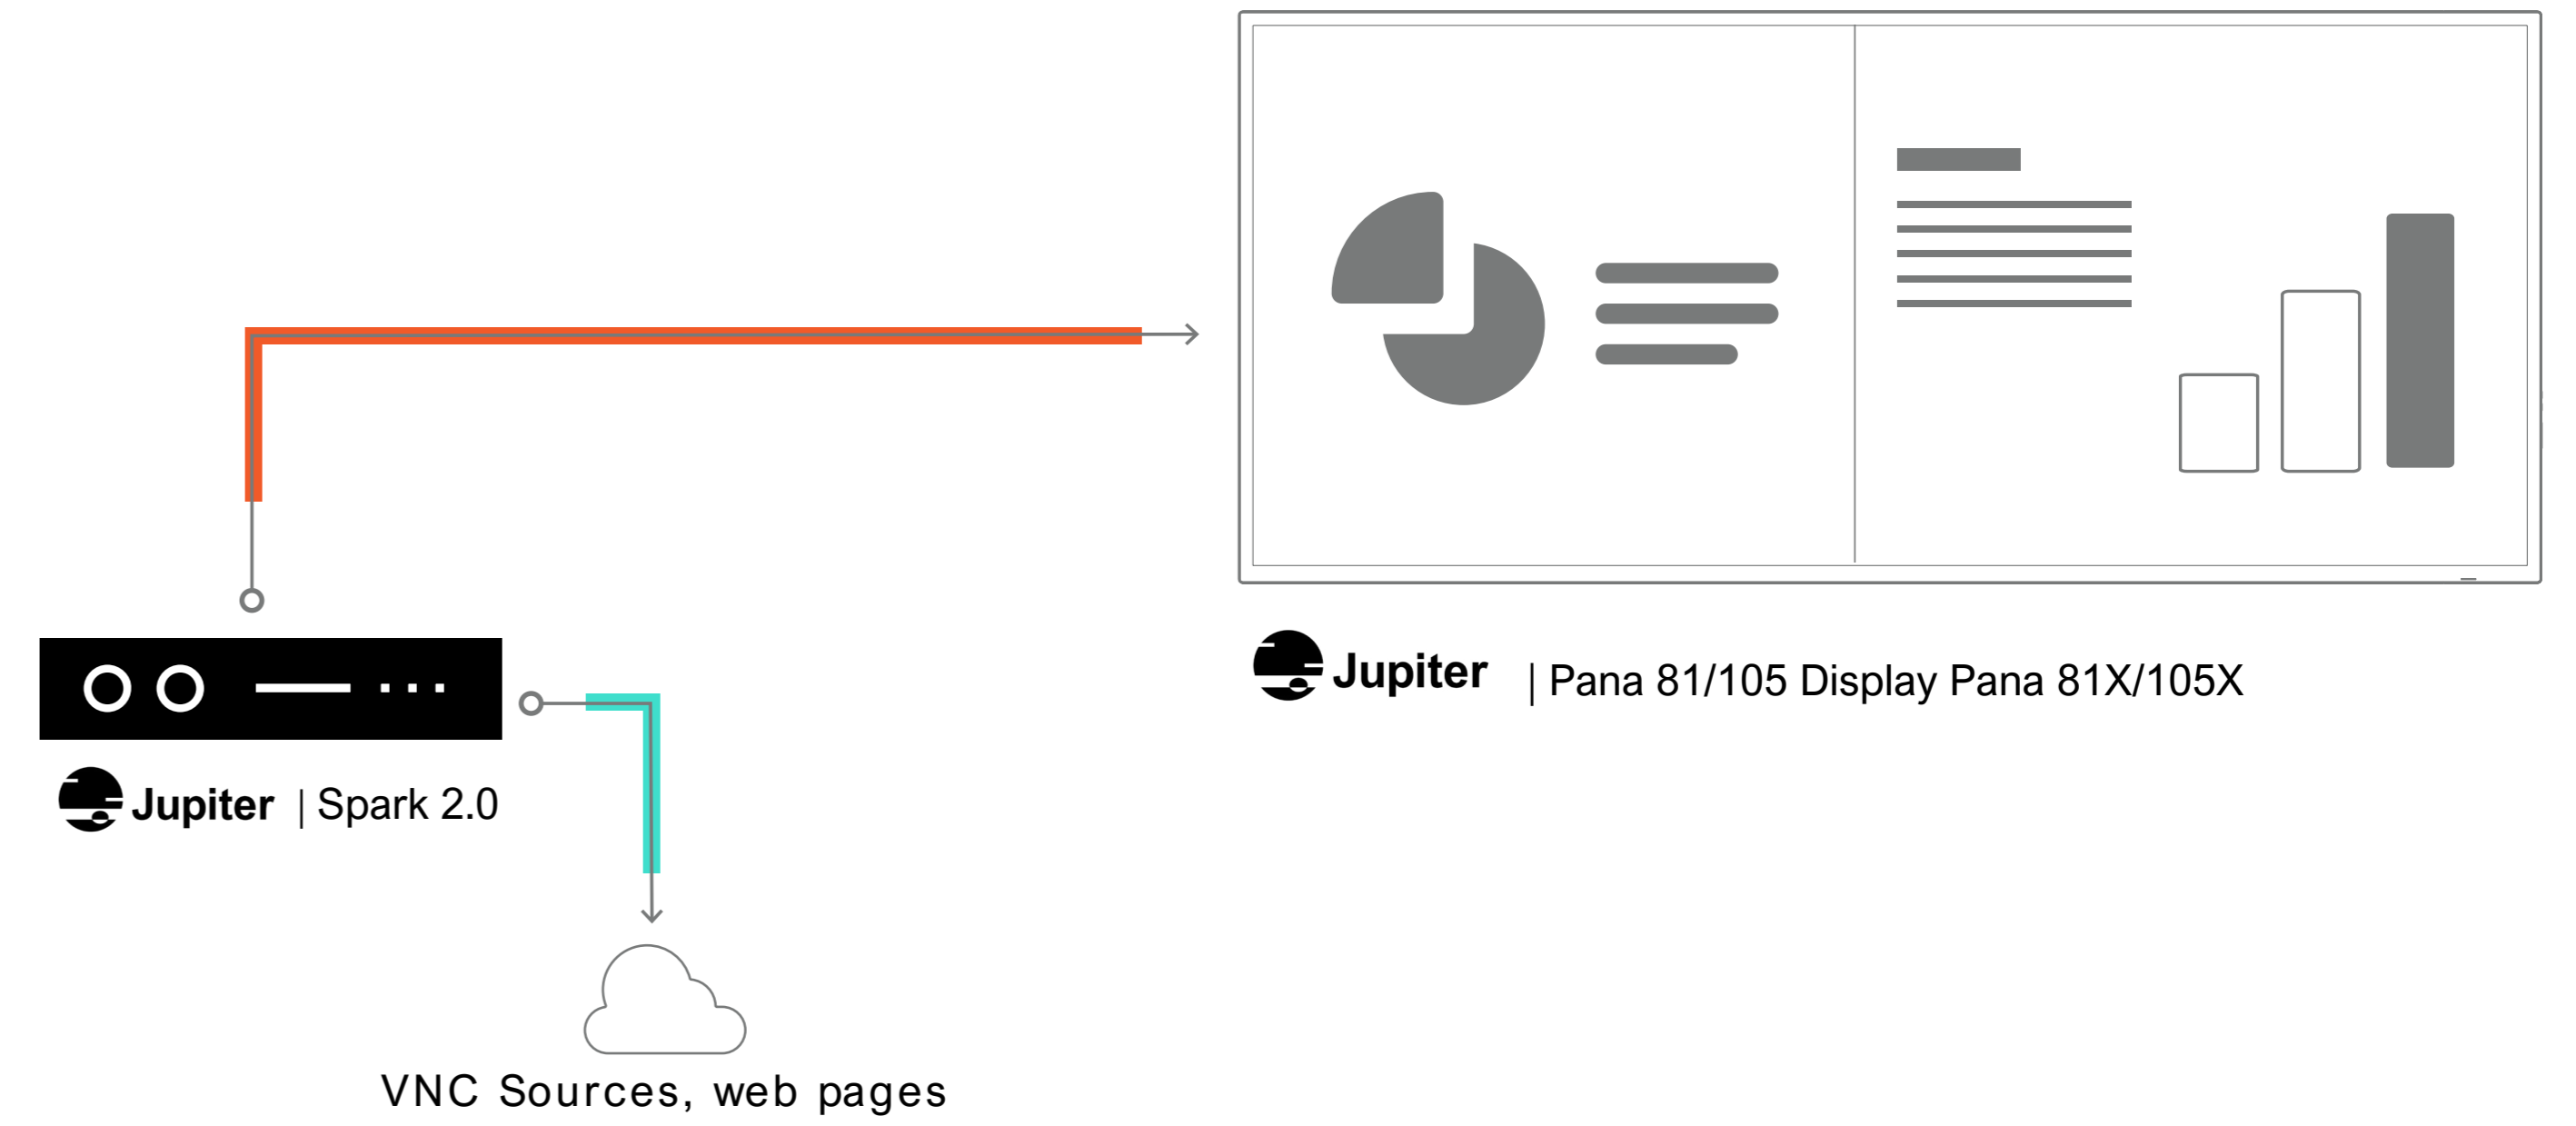 Jupiter | Pana 81/105 Display Pana 81X/105X
Jupiter | Spark 2.0
VNC Sources, web pages